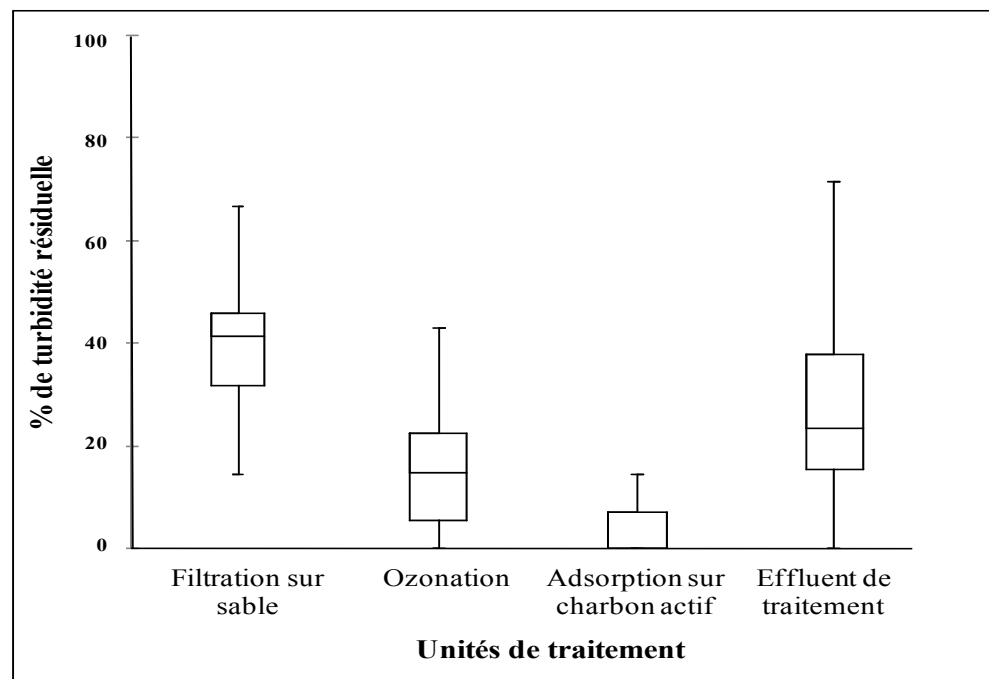 % de turbidité résiduelle
100
80
60
40
20
0
Filtration sur
sable
Ozonation
Adsorption sur
charbon actif
Effluent de
traitement
Unités de traitement